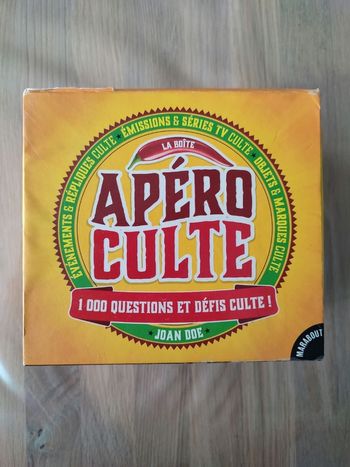 ÉVÉNEMENTS & RÉPLIQUES CULTE ★ ÉMISSIONS & SÉRIES TV CULTE ★ OBJETS & MARQUES CULTE
LA BOÎTE
APÉRO
CULTE
1 000 QUESTIONS ET DÉFIS CULTE !
★ JOAN DOE ★
MARABOUT